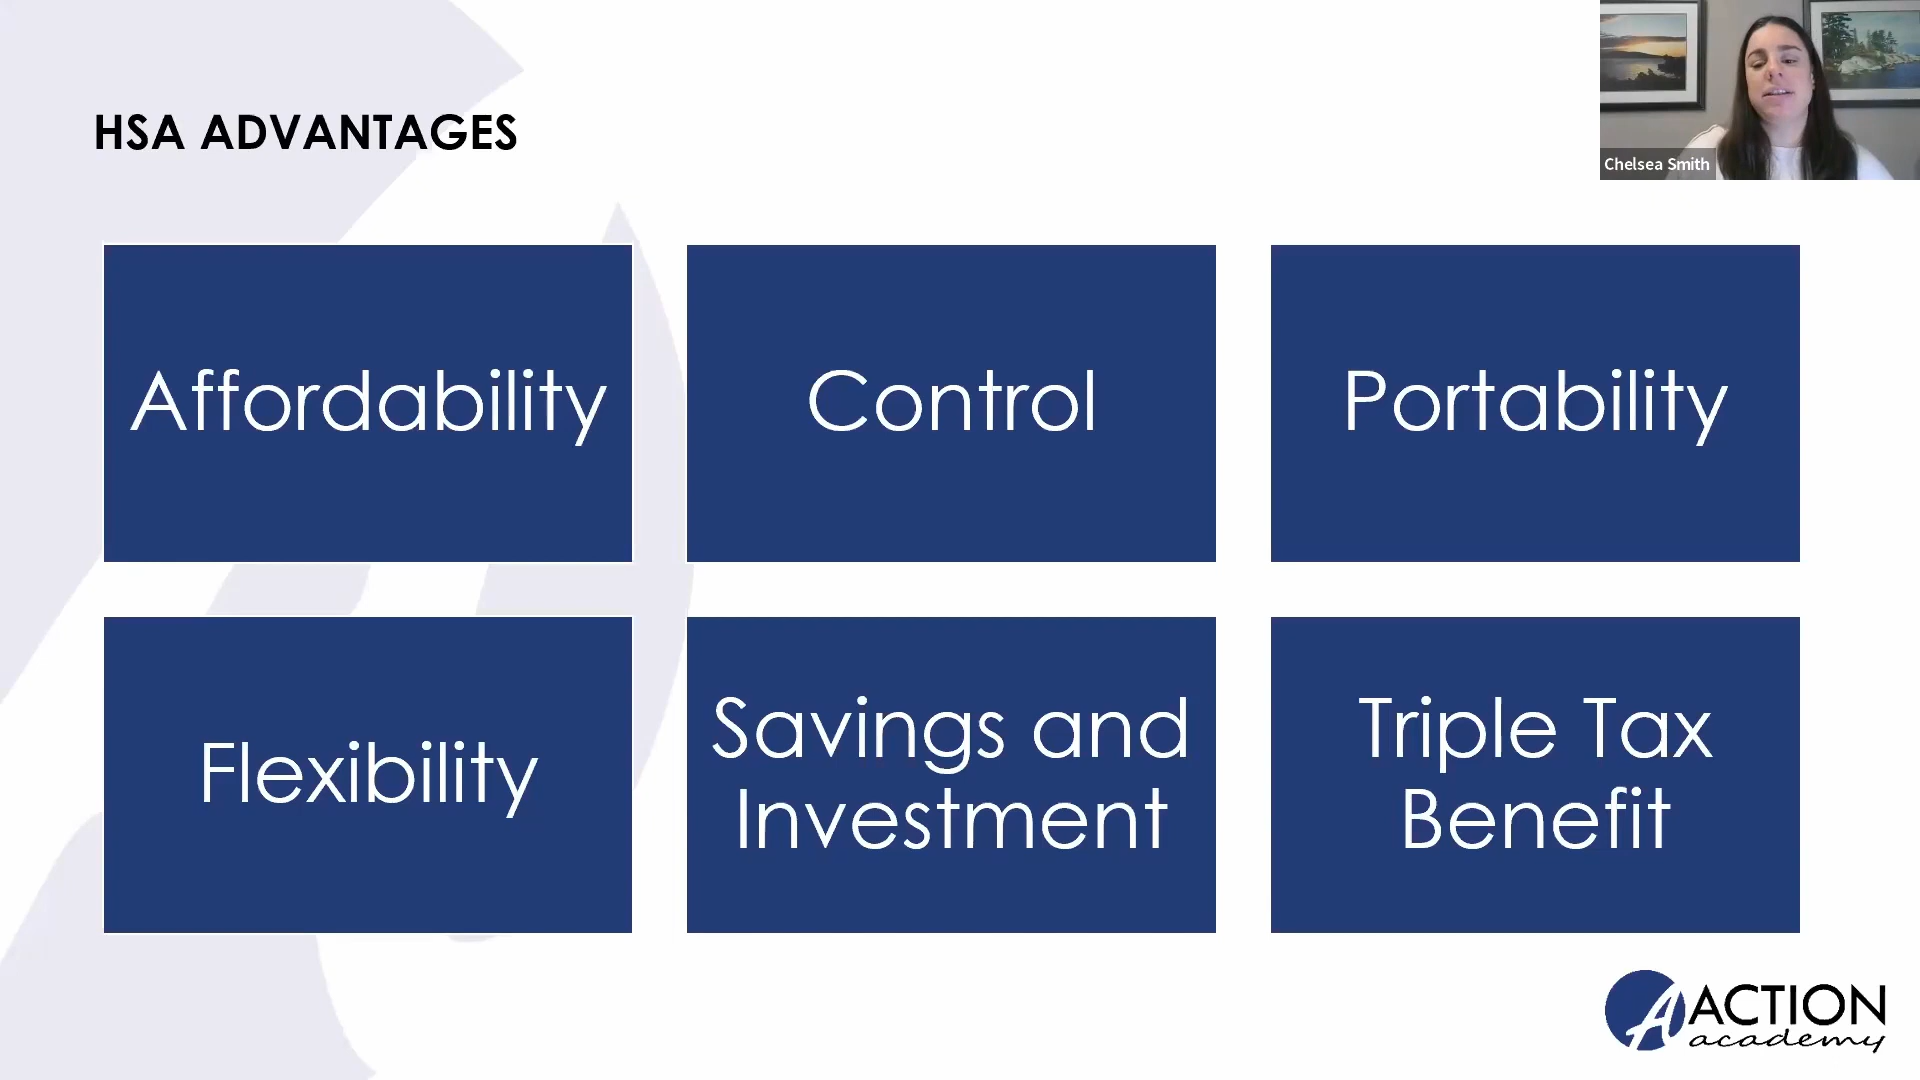 HSA ADVANTAGES
Chelsea Smith
Affordability
Control
Portability
Flexibility
Savings and
Investment
Triple Tax
Benefit
A ACTION
academy